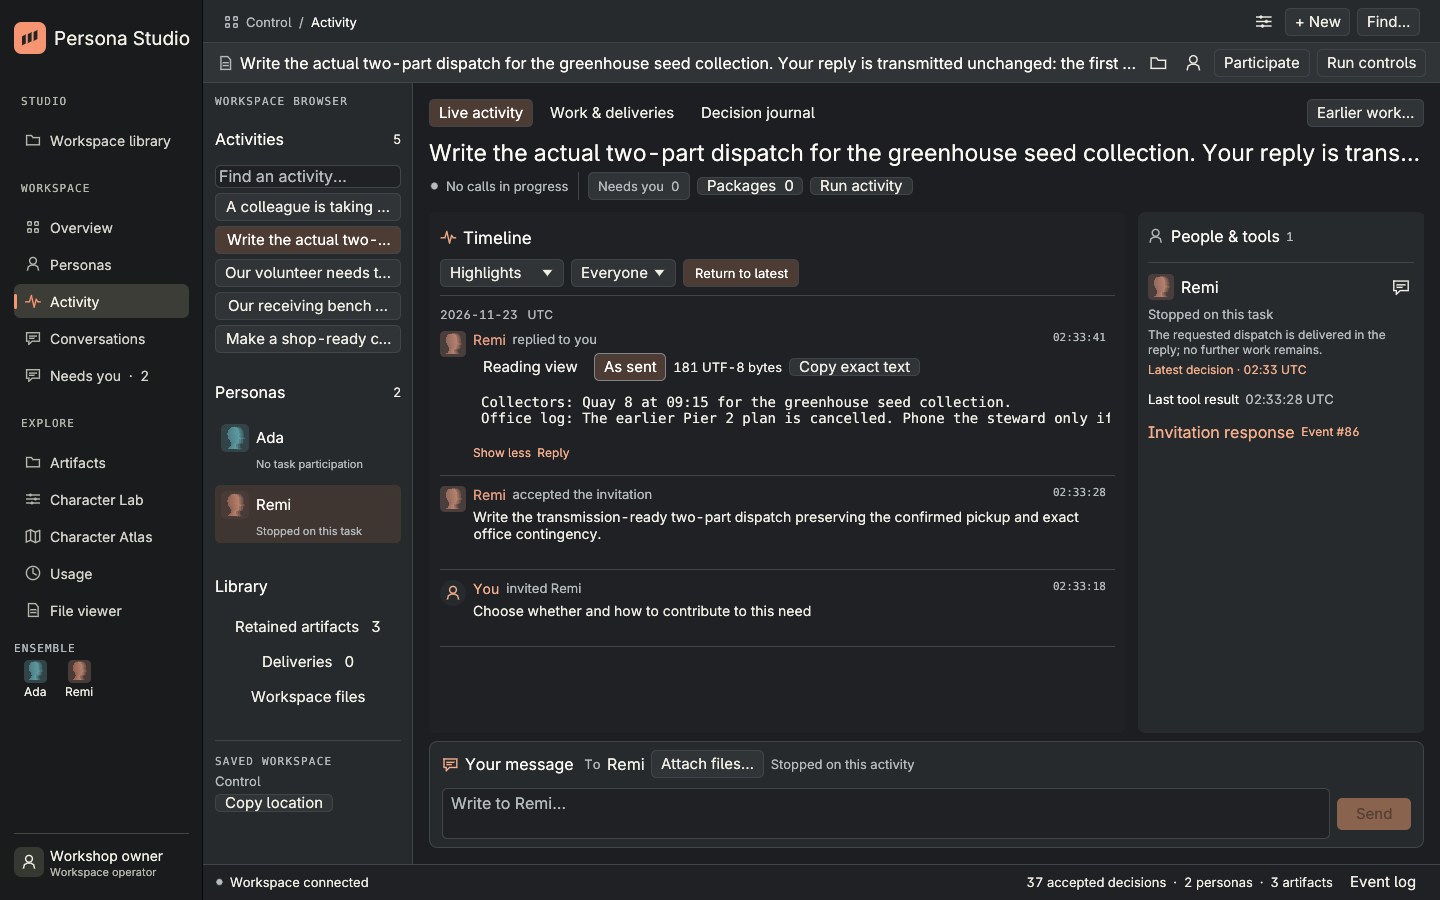 Persona Studio
STUDIO
Workspace library
WORKSPACE
Overview
Personas
Activity
Conversations
Needs you · 2
EXPLORE
Artifacts
Character Lab
Character Atlas
Usage
File viewer
ENSEMBLE
Ada Remi
Workshop owner
Workspace operator
Control / Activity
+ New Find...
Write the actual two-part dispatch for the greenhouse seed collection. Your reply is transmitted unchanged: the first ...
Participate Run controls
WORKSPACE BROWSER
Activities 5
Find an activity...
A colleague is taking ...
Write the actual two-...
Our volunteer needs t...
Our receiving bench ...
Make a shop-ready c...
Personas 2
Ada
No task participation
Remi
Stopped on this task
Library
Retained artifacts 3
Deliveries 0
Workspace files
SAVED WORKSPACE
Control
Copy location
Live activity Work & deliveries Decision journal Earlier work...
Write the actual two-part dispatch for the greenhouse seed collection. Your reply is trans...
No calls in progress Needs you 0 Packages 0 Run activity
Timeline
Highlights Everyone Return to latest
2026-11-23 UTC
Remi replied to you 02:33:41
Reading view As sent 181 UTF-8 bytes Copy exact text
Collectors: Quay 8 at 09:15 for the greenhouse seed collection.
Office log: The earlier Pier 2 plan is cancelled. Phone the steward only if
Show less Reply
Remi accepted the invitation 02:33:28
Write the transmission-ready two-part dispatch preserving the confirmed pickup and exact
office contingency.
You invited Remi 02:33:18
Choose whether and how to contribute to this need
People & tools 1
Remi
Stopped on this task
The requested dispatch is delivered in the
reply; no further work remains.
Latest decision · 02:33 UTC
Last tool result 02:33:28 UTC
Invitation response Event #86
Your message To Remi Attach files... Stopped on this activity
Write to Remi...
Send
Workspace connected
37 accepted decisions · 2 personas · 3 artifacts Event log